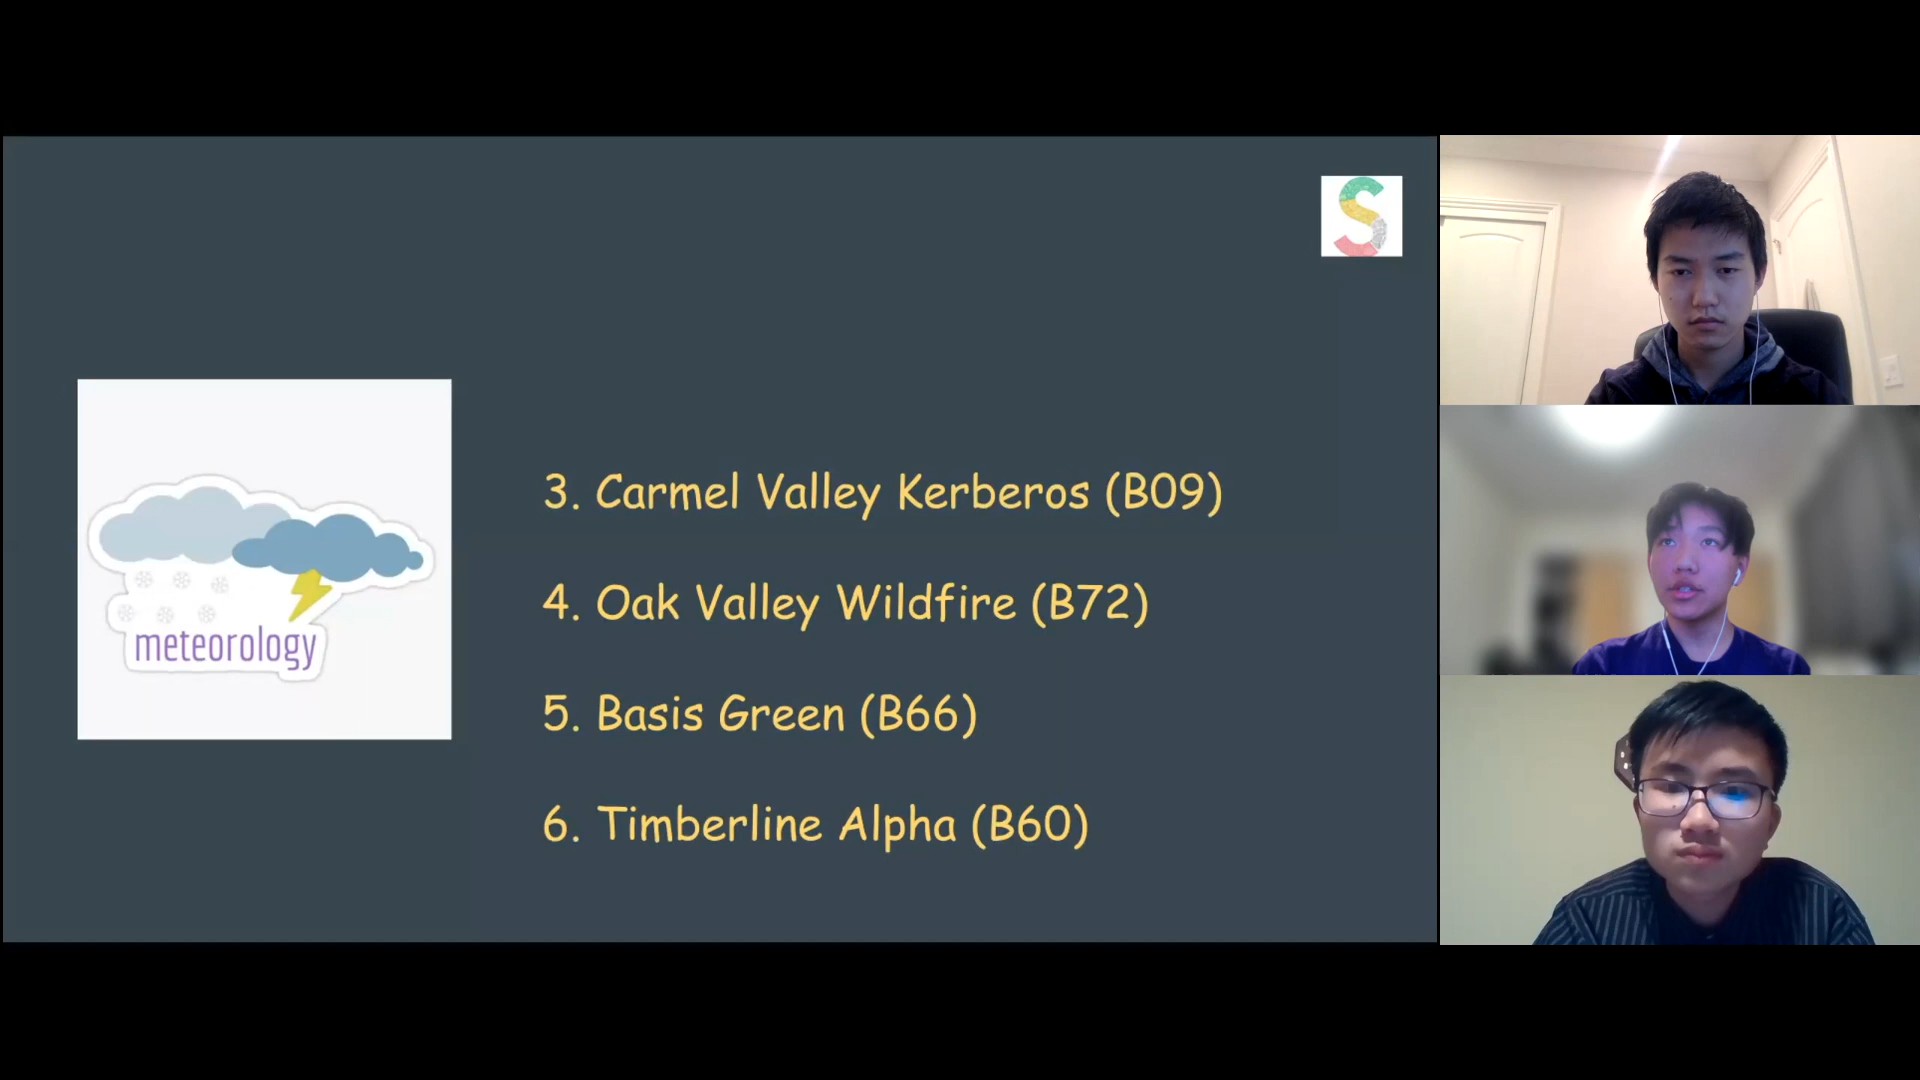 3. Carmel Valley Kerberos (B09)
4. Oak Valley Wildfire (B72)
meteorology
5. Basis Green (B66)
6. Timberline Alpha (B60)